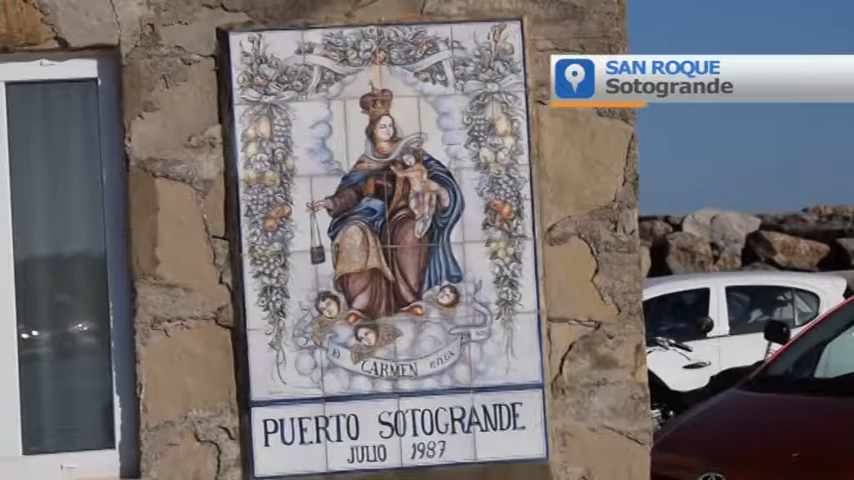 SAN ROQUE
Sotogrande
CARMEN
PUERTO SOTOGRANDE
JULIO 1987